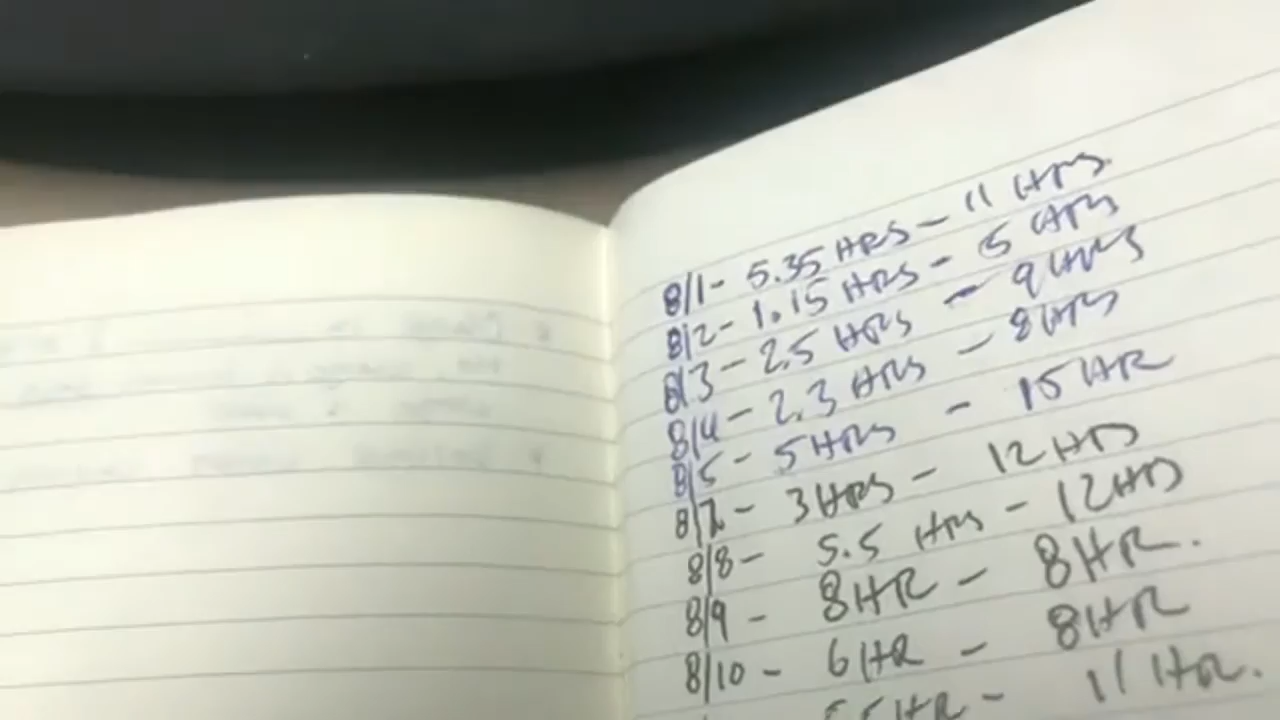 8/1- 5.35 HRS - 11 HRS.
8/2- 1.15 HRS - 5 HRS
8/3- 2.5 HRS - 9 HRS
8/4- 2.3 HRS - 8 HRS
8/5- 5 HRS - 15 HR
8/7- 3 HRS - 12 HRS
8/8- 5.5 HRS - 12 HRS
8/9- 8 HR - 8 HR.
8/10- 6 HR - 8 HR
HR - 11 HR.